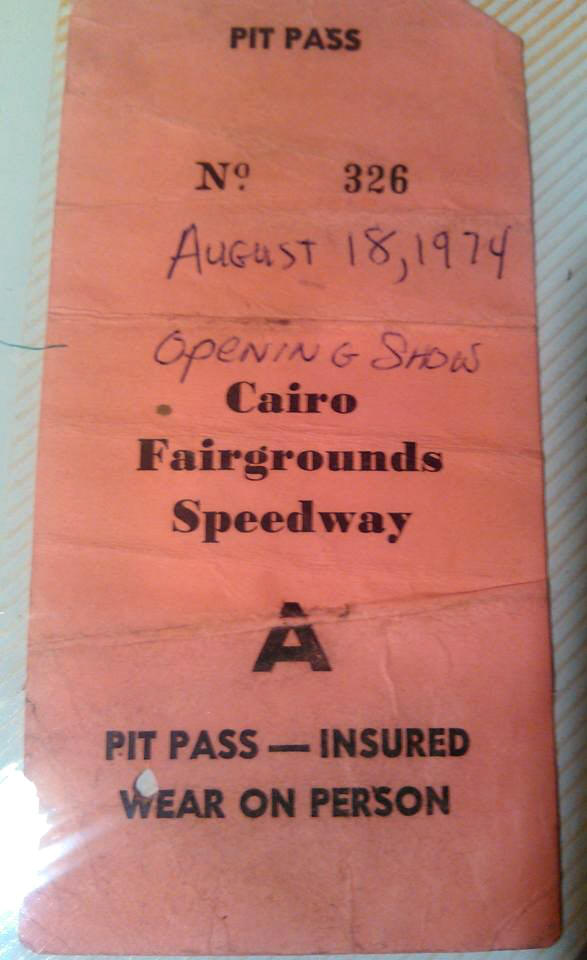 PIT PASS
Nº 326
AUGUST 18, 1974
OPENING SHOW
Cairo
Fairgrounds
Speedway
A
PIT PASS — INSURED
WEAR ON PERSON